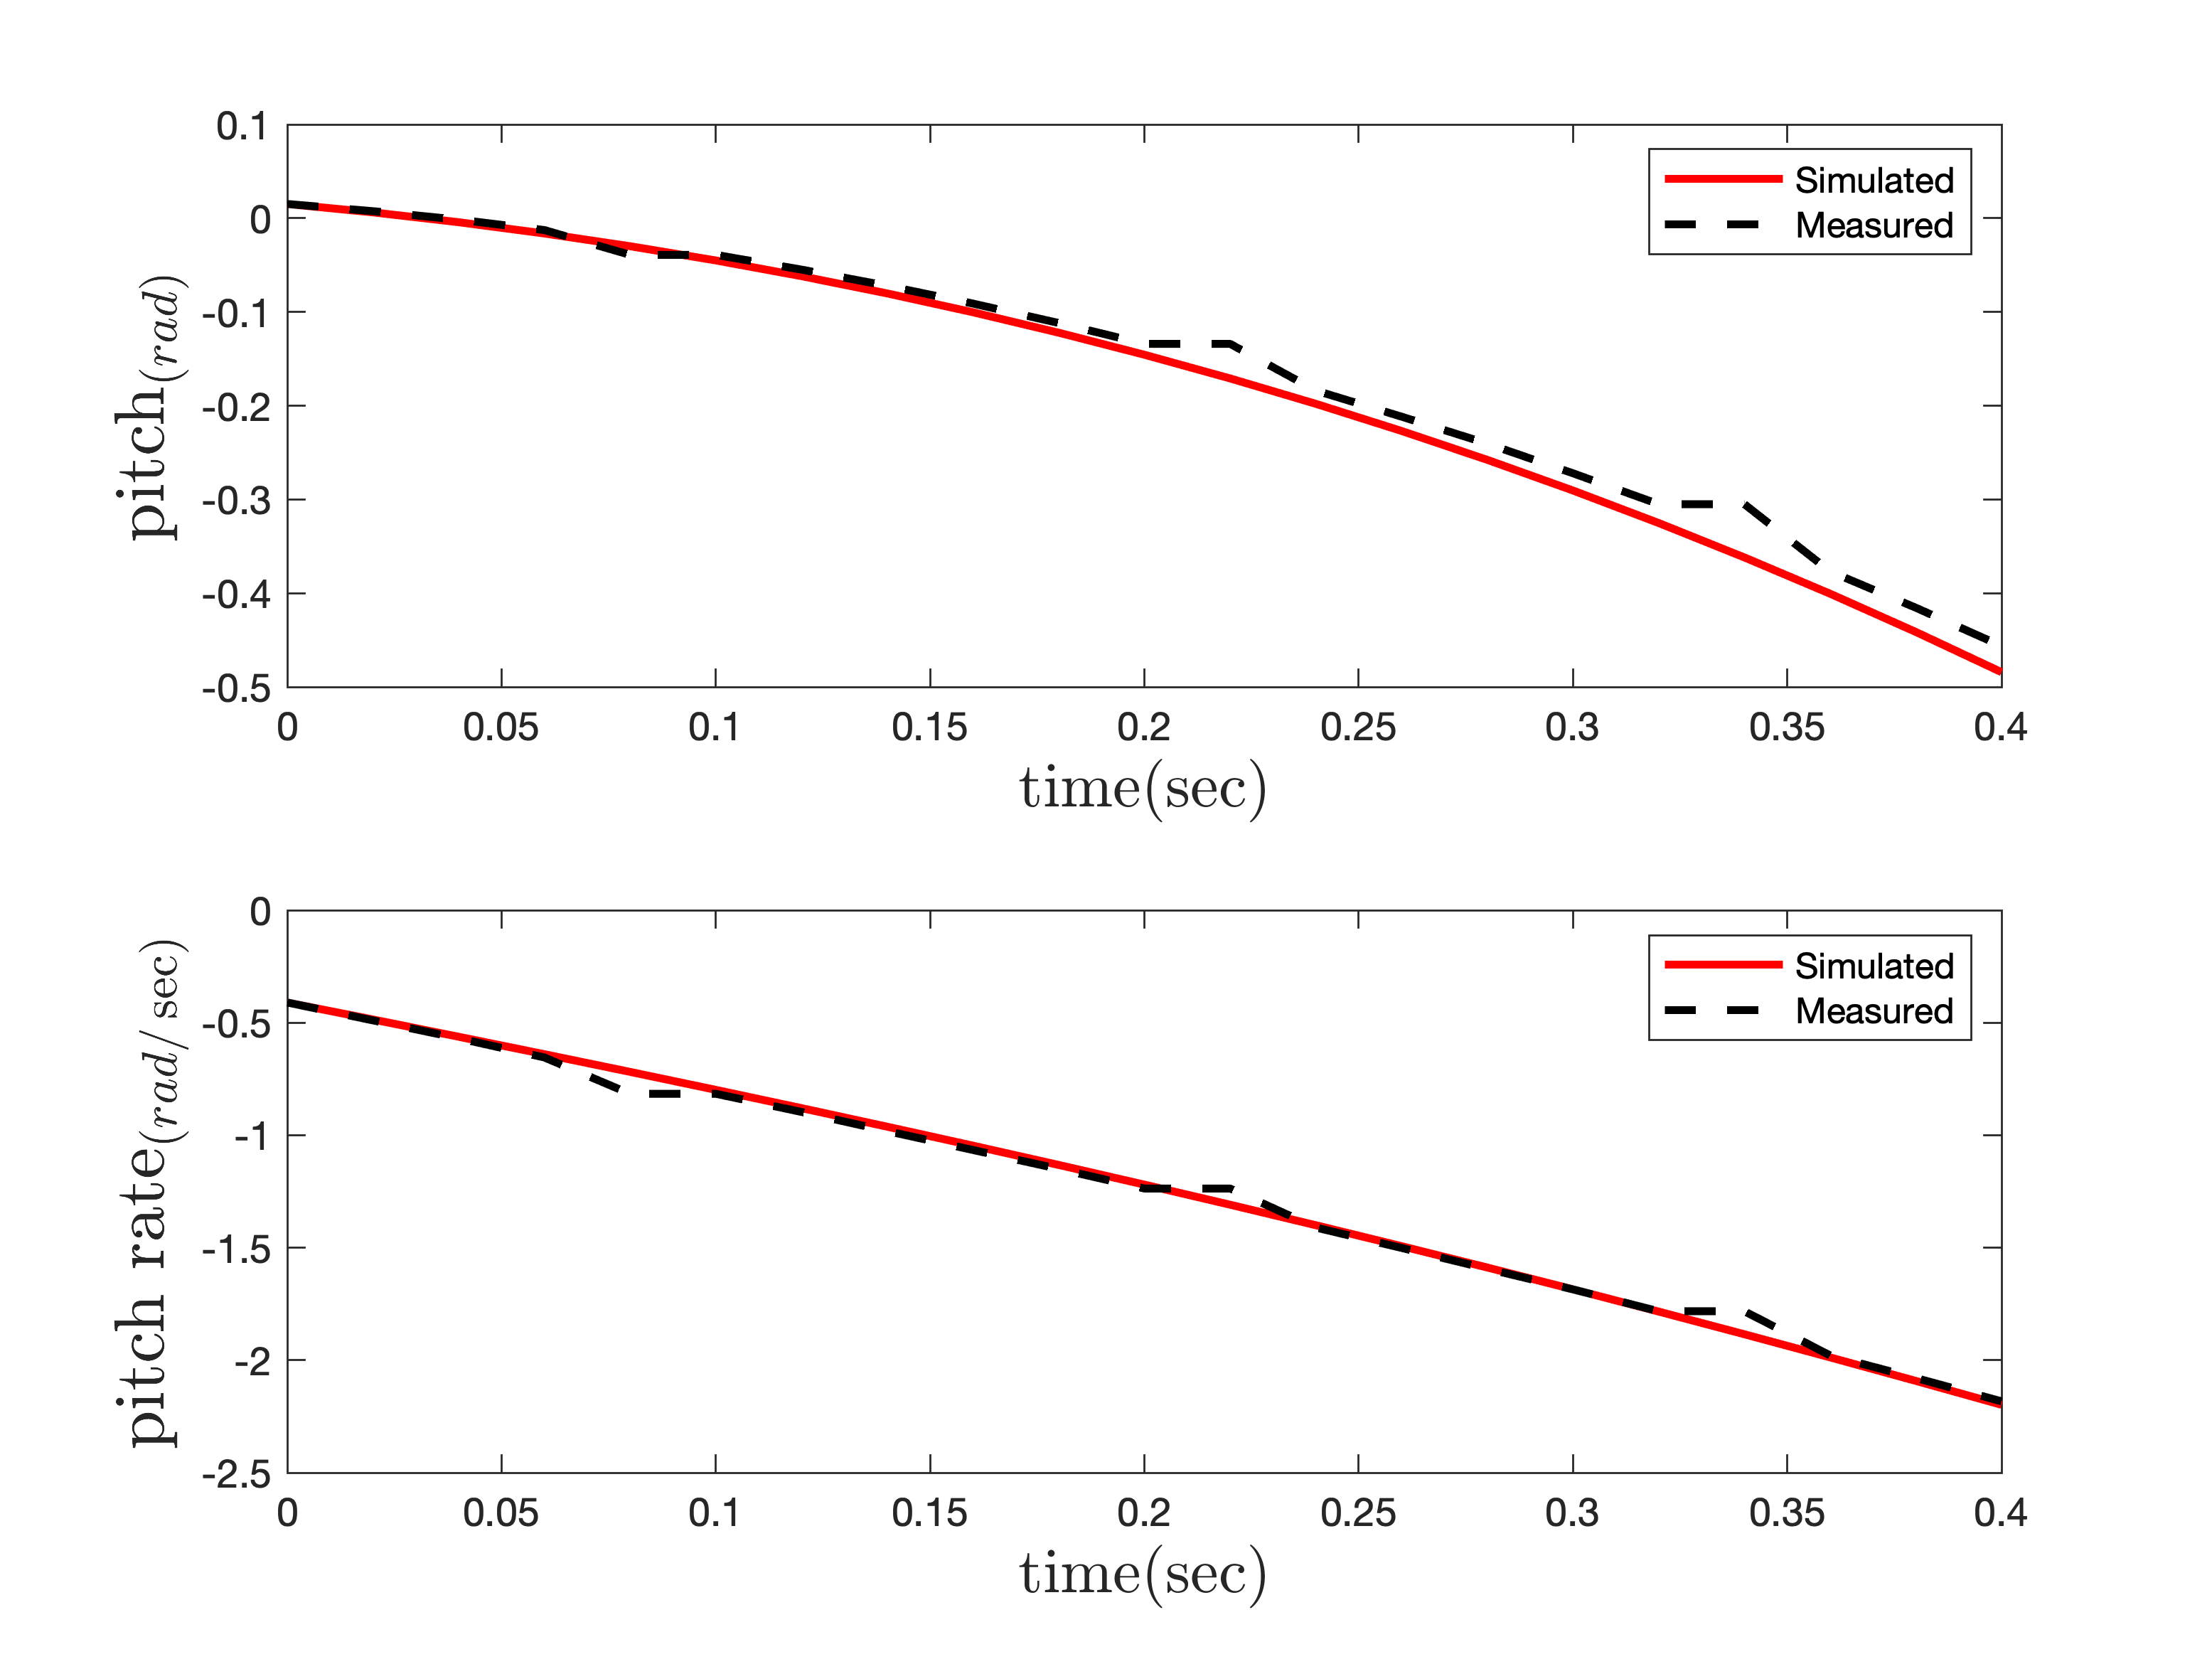 pitch(rad)
0.1
0
-0.1
-0.2
-0.3
-0.4
-0.5
Simulated
Measured
0 0.05 0.1 0.15 0.2 0.25 0.3 0.35 0.4
time(sec)
pitch rate(rad/ sec)
0
-0.5
-1
-1.5
-2
-2.5
Simulated
Measured
0 0.05 0.1 0.15 0.2 0.25 0.3 0.35 0.4
time(sec)